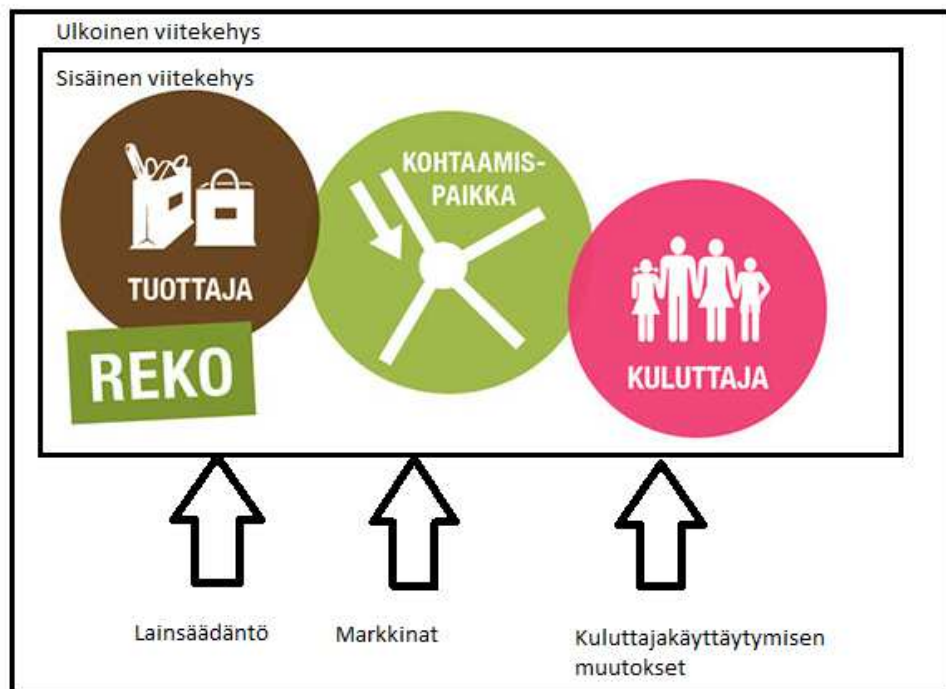 Ulkoinen viitekehys
Sisäinen viitekehys
TUOTTAJA
REKO
KOHTAAMIS-
PAIKKA
KULUTTAJA
Lainsäädäntö
Markkinat
Kuluttajakäyttäytymisen
muutokset